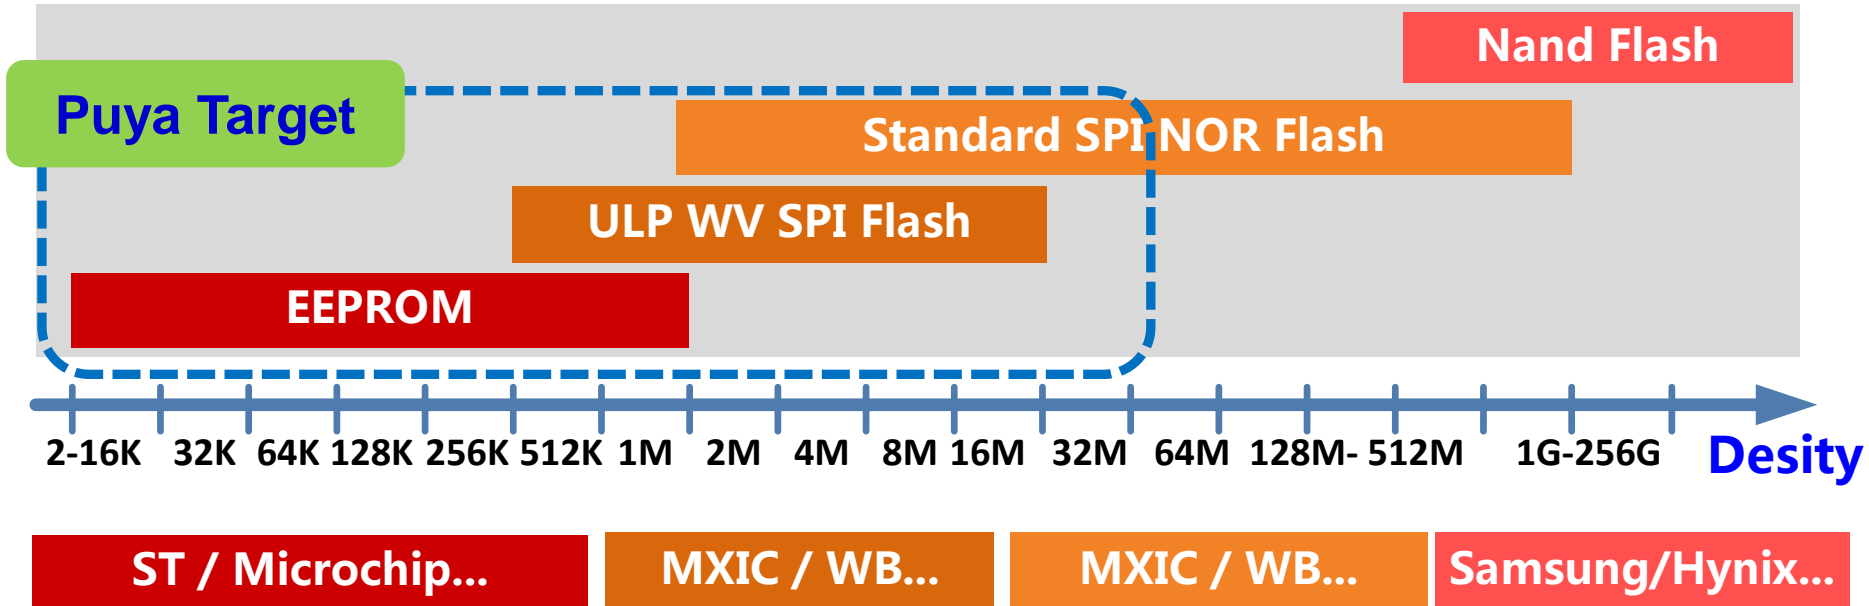 Nand Flash
Puya Target
Standard SPI NOR Flash
ULP WV SPI Flash
EEPROM
2-16K 32K 64K 128K 256K 512K 1M 2M 4M 8M 16M 32M 64M 128M- 512M 1G-256G Desity
ST / Microchip... MXIC / WB... MXIC / WB... Samsung/Hynix...